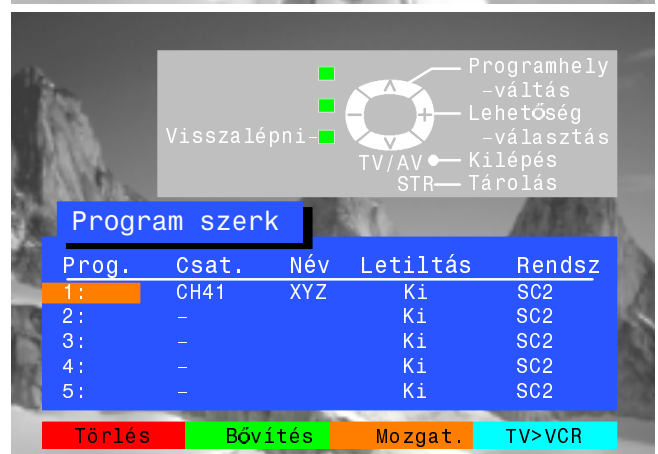 Programhely
–váltás
Lehetőség
Visszalépni– –választás
TV/AV Kilépés
STR Tárolás
Program szerk
Prog. Csat. Név Letiltás Rendsz
1: CH41 XYZ Ki SC2
2: – Ki SC2
3: – Ki SC2
4: – Ki SC2
5: – Ki SC2
Törlés Bővítés Mozgat. TV>VCR